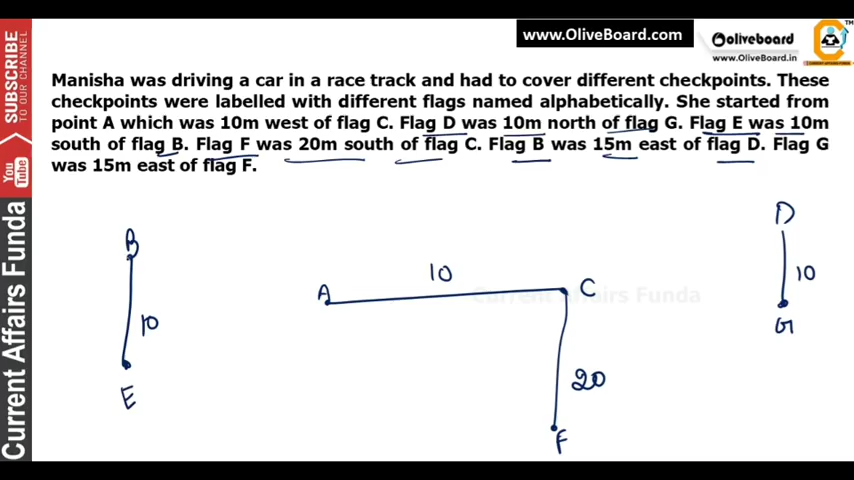 www.OliveBoard.com
oliveboard
www.OliveBoard.in
TM
SUBSCRIBE
TO OUR CHANNEL
You Tube
Current Affairs Funda
Manisha was driving a car in a race track and had to cover different checkpoints. These
checkpoints were labelled with different flags named alphabetically. She started from
point A which was 10m west of flag C. Flag D was 10m north of flag G. Flag E was 10m
south of flag B. Flag F was 20m south of flag C. Flag B was 15m east of flag D. Flag G
was 15m east of flag F.
B
10
E
A
10
C
20
F
D
10
G
Current Affairs Funda